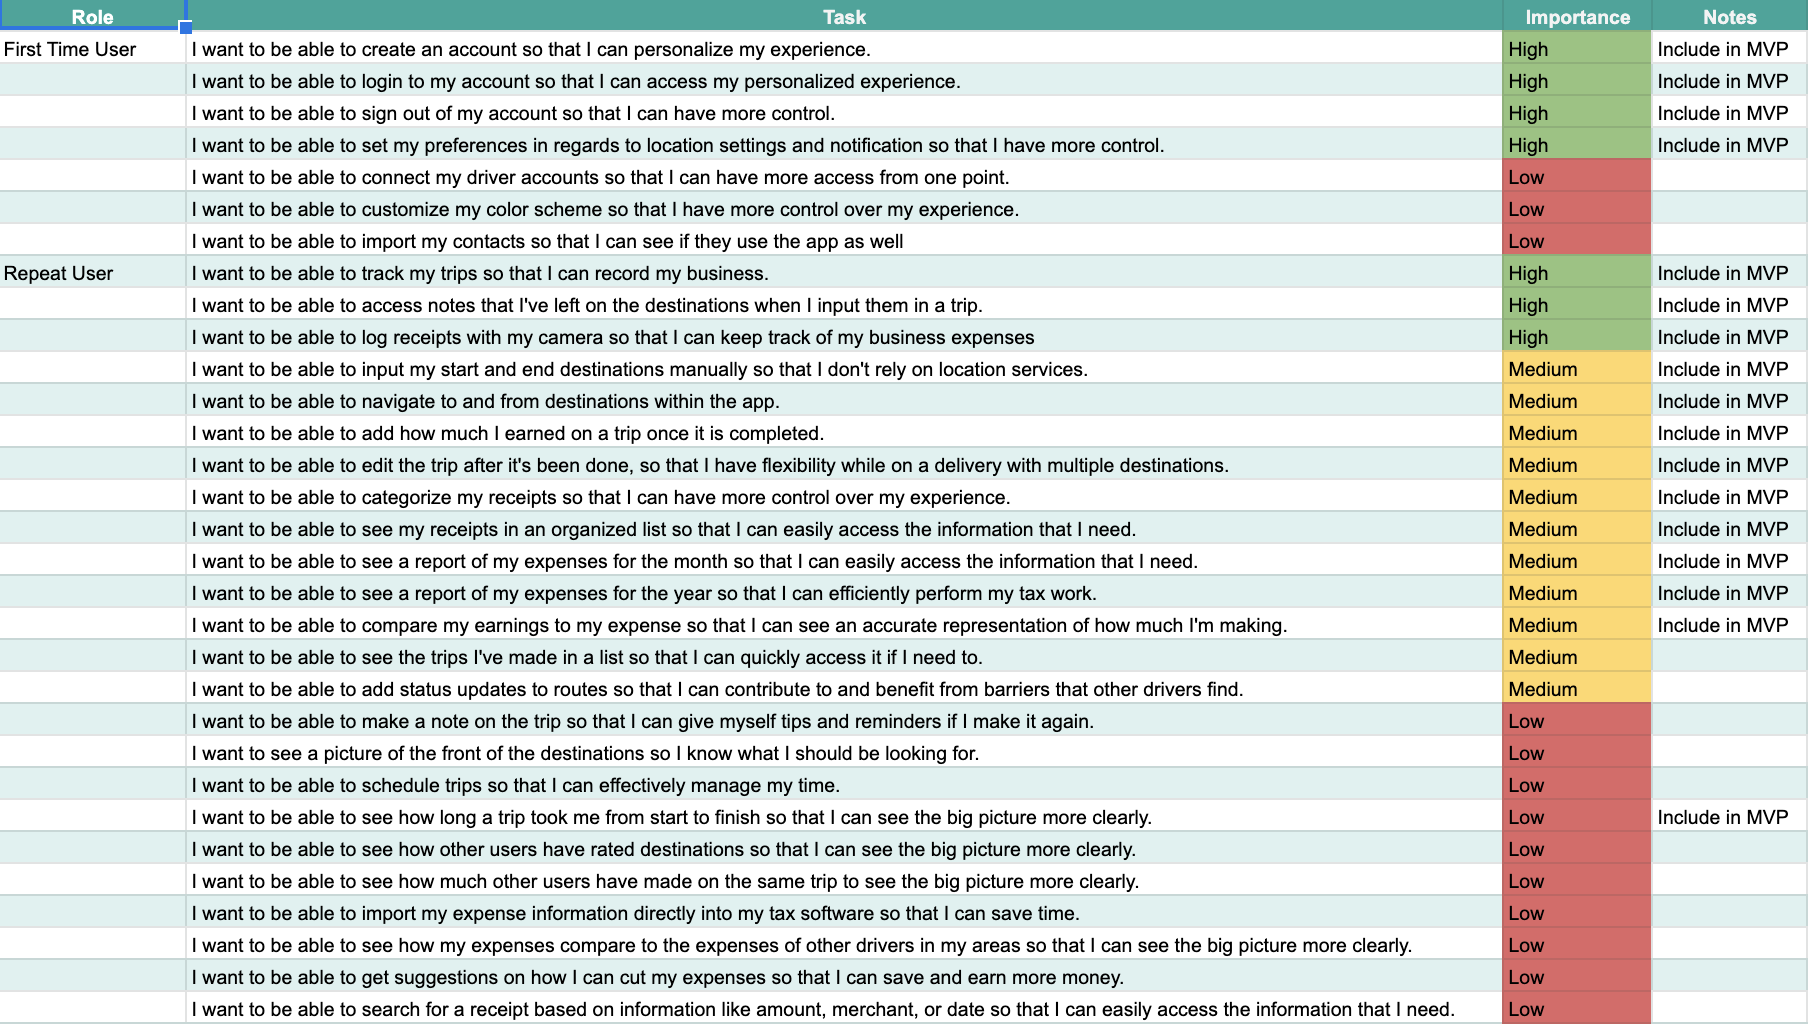 Role Task Importance Notes
First Time User I want to be able to create an account so that I can personalize my experience. High Include in MVP
I want to be able to login to my account so that I can access my personalized experience. High Include in MVP
I want to be able to sign out of my account so that I can have more control. High Include in MVP
I want to be able to set my preferences in regards to location settings and notification so that I have more control. High Include in MVP
I want to be able to connect my driver accounts so that I can have more access from one point. Low
I want to be able to customize my color scheme so that I have more control over my experience. Low
I want to be able to import my contacts so that I can see if they use the app as well Low
Repeat User I want to be able to track my trips so that I can record my business. High Include in MVP
I want to be able to access notes that I've left on the destinations when I input them in a trip. High Include in MVP
I want to be able to log receipts with my camera so that I can keep track of my business expenses High Include in MVP
I want to be able to input my start and end destinations manually so that I don't rely on location services. Medium Include in MVP
I want to be able to navigate to and from destinations within the app. Medium Include in MVP
I want to be able to add how much I earned on a trip once it is completed. Medium Include in MVP
I want to be able to edit the trip after it's been done, so that I have flexibility while on a delivery with multiple destinations. Medium Include in MVP
I want to be able to categorize my receipts so that I can have more control over my experience. Medium Include in MVP
I want to be able to see my receipts in an organized list so that I can easily access the information that I need. Medium Include in MVP
I want to be able to see a report of my expenses for the month so that I can easily access the information that I need. Medium Include in MVP
I want to be able to see a report of my expenses for the year so that I can efficiently perform my tax work. Medium Include in MVP
I want to be able to compare my earnings to my expense so that I can see an accurate representation of how much I'm making. Medium Include in MVP
I want to be able to see the trips I've made in a list so that I can quickly access it if I need to. Medium
I want to be able to add status updates to routes so that I can contribute to and benefit from barriers that other drivers find. Medium
I want to be able to make a note on the trip so that I can give myself tips and reminders if I make it again. Low
I want to see a picture of the front of the destinations so I know what I should be looking for. Low
I want to be able to schedule trips so that I can effectively manage my time. Low
I want to be able to see how long a trip took me from start to finish so that I can see the big picture more clearly. Low Include in MVP
I want to be able to see how other users have rated destinations so that I can see the big picture more clearly. Low
I want to be able to see how much other users have made on the same trip to see the big picture more clearly. Low
I want to be able to import my expense information directly into my tax software so that I can save time. Low
I want to be able to see how my expenses compare to the expenses of other drivers in my areas so that I can see the big picture more clearly. Low
I want to be able to get suggestions on how I can cut my expenses so that I can save and earn more money. Low
I want to be able to search for a receipt based on information like amount, merchant, or date so that I can easily access the information that I need. Low